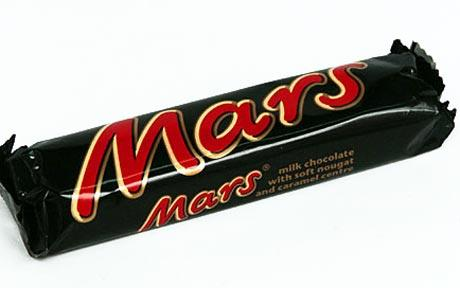 Mars
Mars®
milk chocolate
with soft nougat
and caramel centre